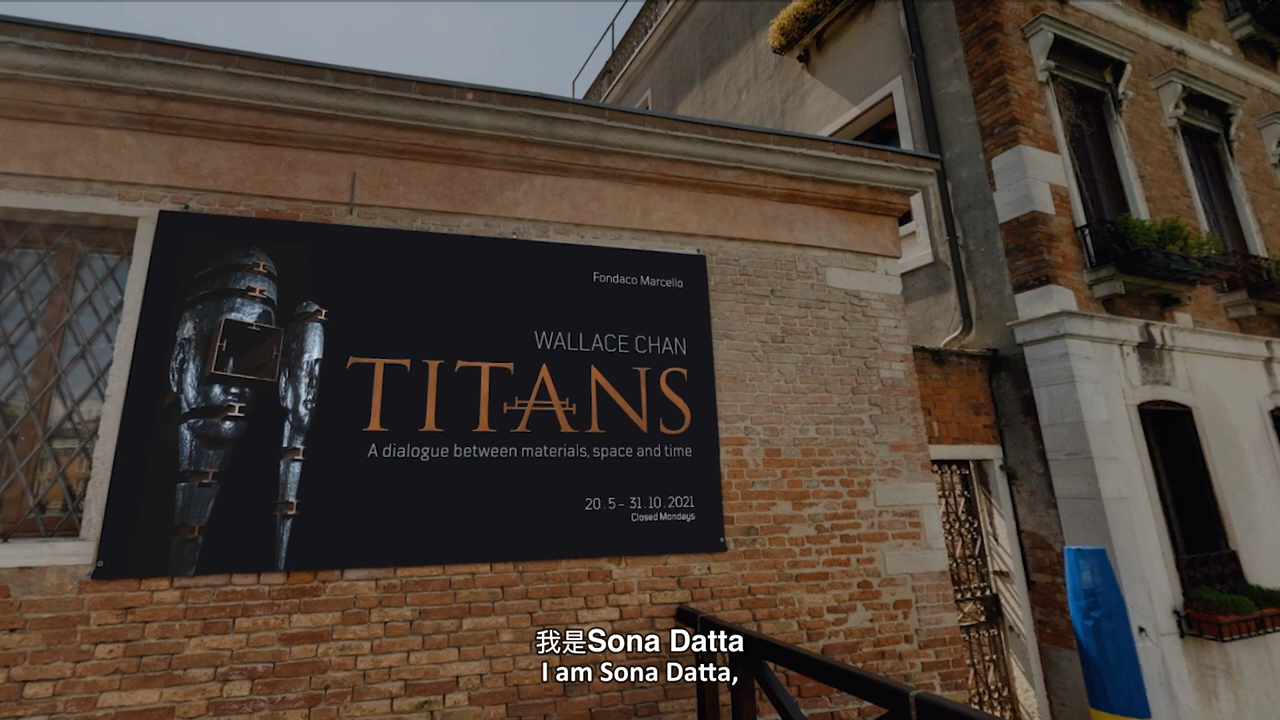 Fondaco Marcello
WALLACE CHAN
TITANS
A dialogue between materials, space and time
20.5 - 31.10.2021
Closed Mondays
我是Sona Datta
I am Sona Datta,